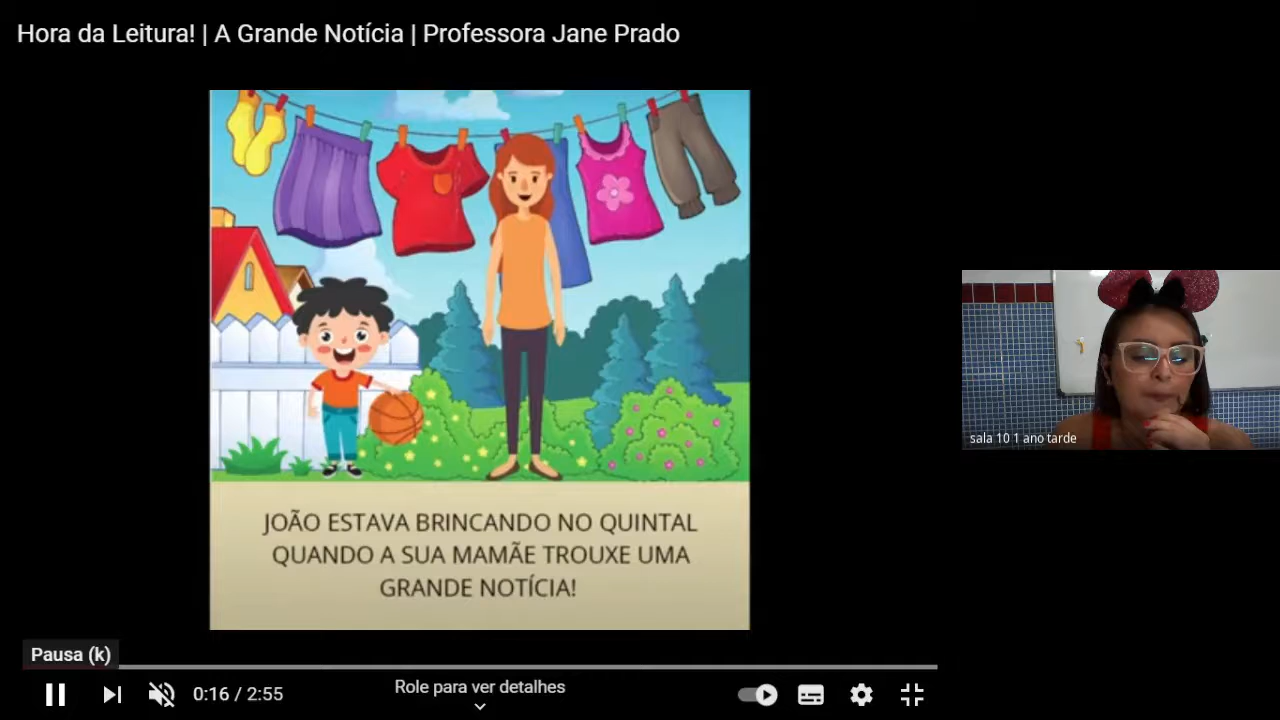 Hora da Leitura! | A Grande Notícia | Professora Jane Prado
JOÃO ESTAVA BRINCANDO NO QUINTAL
QUANDO A SUA MAMÃE TROUXE UMA
GRANDE NOTÍCIA!
sala 10 1 ano tarde
Pausa (k)
0:16 / 2:55
Role para ver detalhes